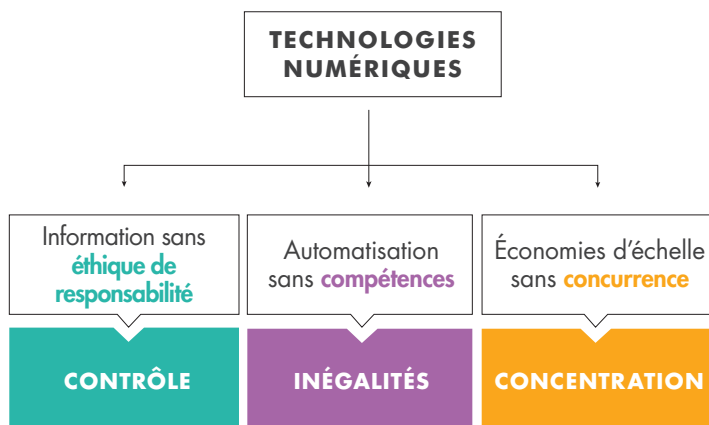 TECHNOLOGIES
NUMÉRIQUES
Information sans
éthique de
responsabilité
Automatisation
sans compétences
Économies d'échelle
sans concurrence
CONTRÔLE
INÉGALITÉS
CONCENTRATION